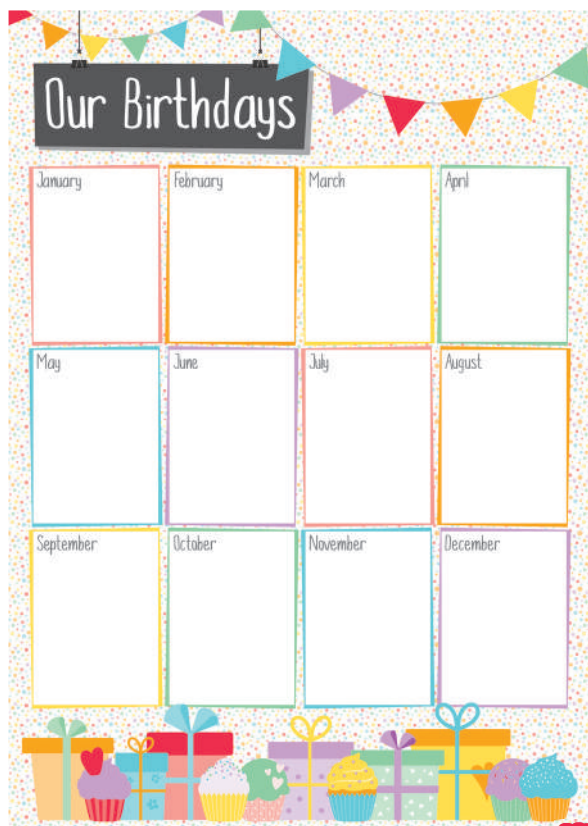 Our Birthdays
January February March April
May June July August
September October November December